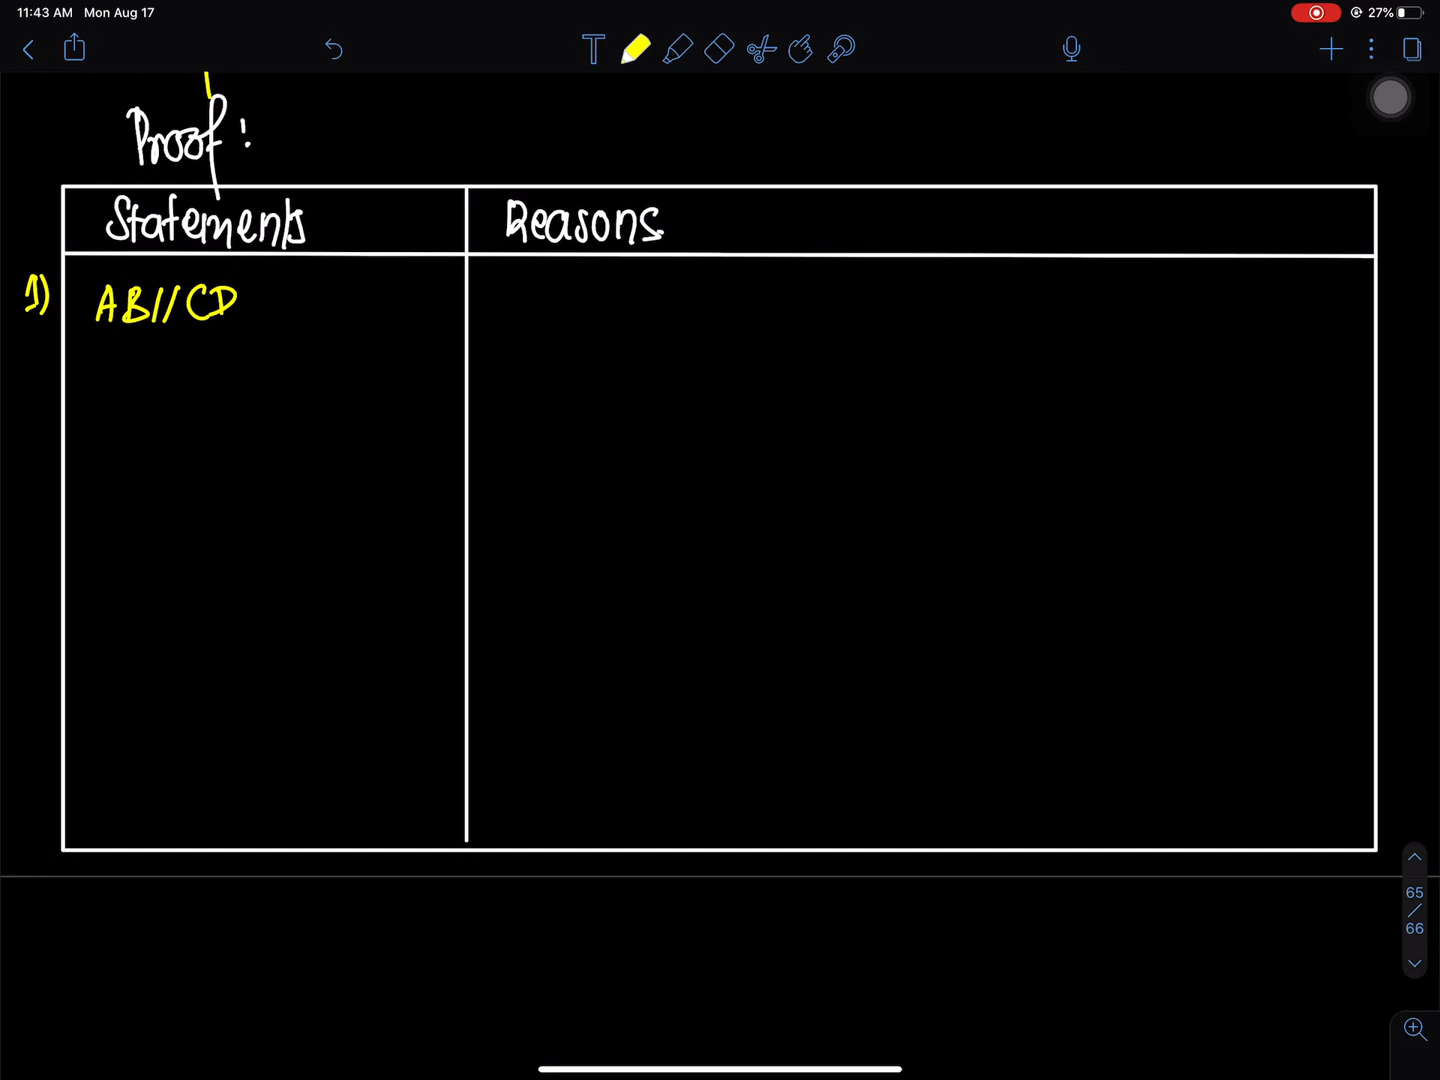 11:43 AM Mon Aug 17 27%
Proof :
Statements Reasons
1) AB//CD
65
/
66